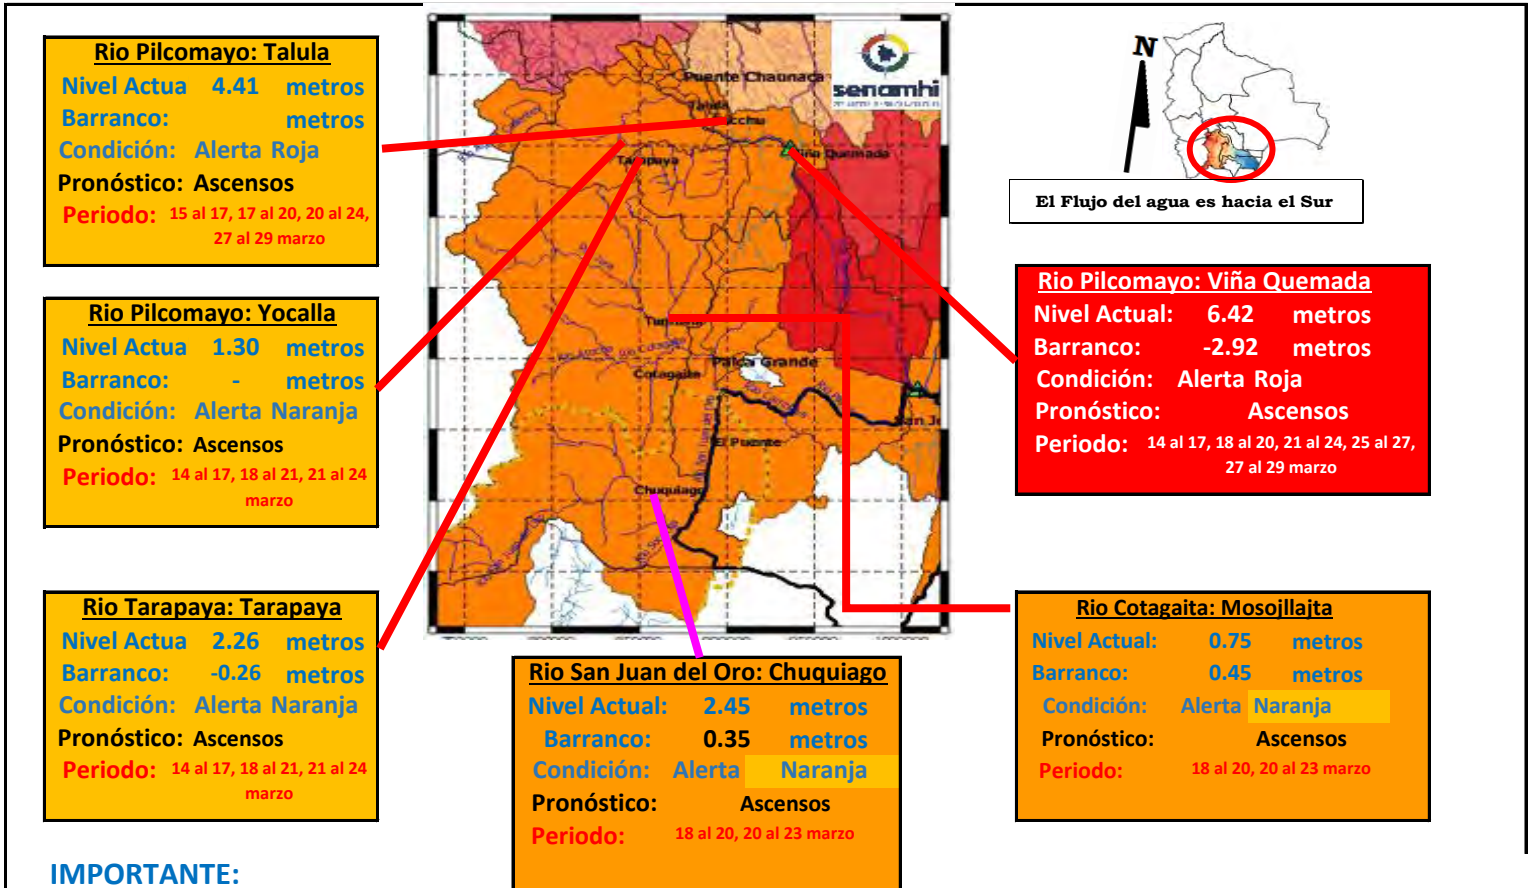 Rio Pilcomayo: Talula
Nivel Actua 4.41 metros
Barranco: metros
Condición: Alerta Roja
Pronóstico: Ascensos
Periodo: 15 al 17, 17 al 20, 20 al 24,
27 al 29 marzo
Rio Pilcomayo: Yocalla
Nivel Actua 1.30 metros
Barranco: - metros
Condición: Alerta Naranja
Pronóstico: Ascensos
Periodo: 14 al 17, 18 al 21, 21 al 24
marzo
Rio Tarapaya: Tarapaya
Nivel Actua 2.26 metros
Barranco: -0.26 metros
Condición: Alerta Naranja
Pronóstico: Ascensos
Periodo: 14 al 17, 18 al 21, 21 al 24
marzo
IMPORTANTE:
Puente Chaunaca
senamhi
Talula
Viña Quemada
Tarapaya
Cotagaita
Palca Grande
El Puente
Chuquiago
Rio San Juan del Oro: Chuquiago
Nivel Actual: 2.45 metros
Barranco: 0.35 metros
Condición: Alerta Naranja
Pronóstico: Ascensos
Periodo: 18 al 20, 20 al 23 marzo
N
El Flujo del agua es hacia el Sur
Rio Pilcomayo: Viña Quemada
Nivel Actual: 6.42 metros
Barranco: -2.92 metros
Condición: Alerta Roja
Pronóstico: Ascensos
Periodo: 14 al 17, 18 al 20, 21 al 24, 25 al 27,
27 al 29 marzo
Rio Cotagaita: Mosojllajta
Nivel Actual: 0.75 metros
Barranco: 0.45 metros
Condición: Alerta Naranja
Pronóstico: Ascensos
Periodo: 18 al 20, 20 al 23 marzo